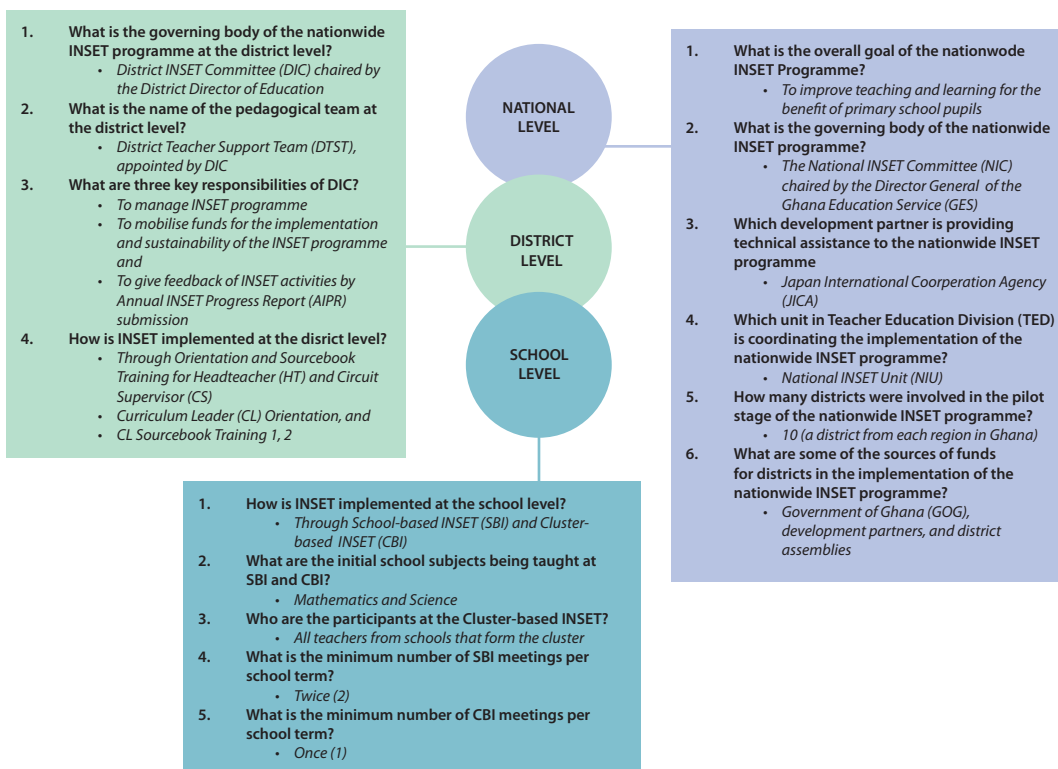 1. What is the governing body of the nationwide
INSET programme at the district level?
• District INSET Committee (DIC) chaired by
the District Director of Education
2. What is the name of the pedagogical team at
the district level?
• District Teacher Support Team (DTST),
appointed by DIC
3. What are three key responsibilities of DIC?
• To manage INSET programme
• To mobilise funds for the implementation
and sustainability of the INSET programme
and
• To give feedback of INSET activities by
Annual INSET Progress Report (AIPR)
submission
4. How is INSET implemented at the disrict level?
• Through Orientation and Sourcebook
Training for Headteacher (HT) and Circuit
Supervisor (CS)
• Curriculum Leader (CL) Orientation, and
• CL Sourcebook Training 1, 2
NATIONAL
LEVEL
DISTRICT
LEVEL
SCHOOL
LEVEL
1. What is the overall goal of the nationwode
INSET Programme?
• To improve teaching and learning for the
benefit of primary school pupils
2. What is the governing body of the nationwide
INSET programme?
• The National INSET Committee (NIC)
chaired by the Director General of the
Ghana Education Service (GES)
3. Which development partner is providing
technical assistance to the nationwide INSET
programme
• Japan International Coorperation Agency
(JICA)
4. Which unit in Teacher Education Division (TED)
is coordinating the implementation of the
nationwide INSET programme?
• National INSET Unit (NIU)
5. How many districts were involved in the pilot
stage of the nationwide INSET programme?
• 10 (a district from each region in Ghana)
6. What are some of the sources of funds
for districts in the implementation of the
nationwide INSET programme?
• Government of Ghana (GOG),
development partners, and district
assemblies
1. How is INSET implemented at the school level?
• Through School-based INSET (SBI) and Cluster-
based INSET (CBI)
2. What are the initial school subjects being taught at
SBI and CBI?
• Mathematics and Science
3. Who are the participants at the Cluster-based INSET?
• All teachers from schools that form the cluster
4. What is the minimum number of SBI meetings per
school term?
• Twice (2)
5. What is the minimum number of CBI meetings per
school term?
• Once (1)